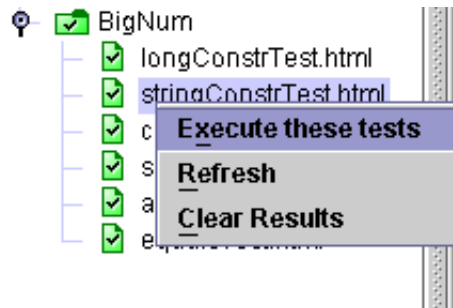 BigNum
longConstrTest.html
stringConstrTest.html
Execute these tests
Refresh
Clear Results